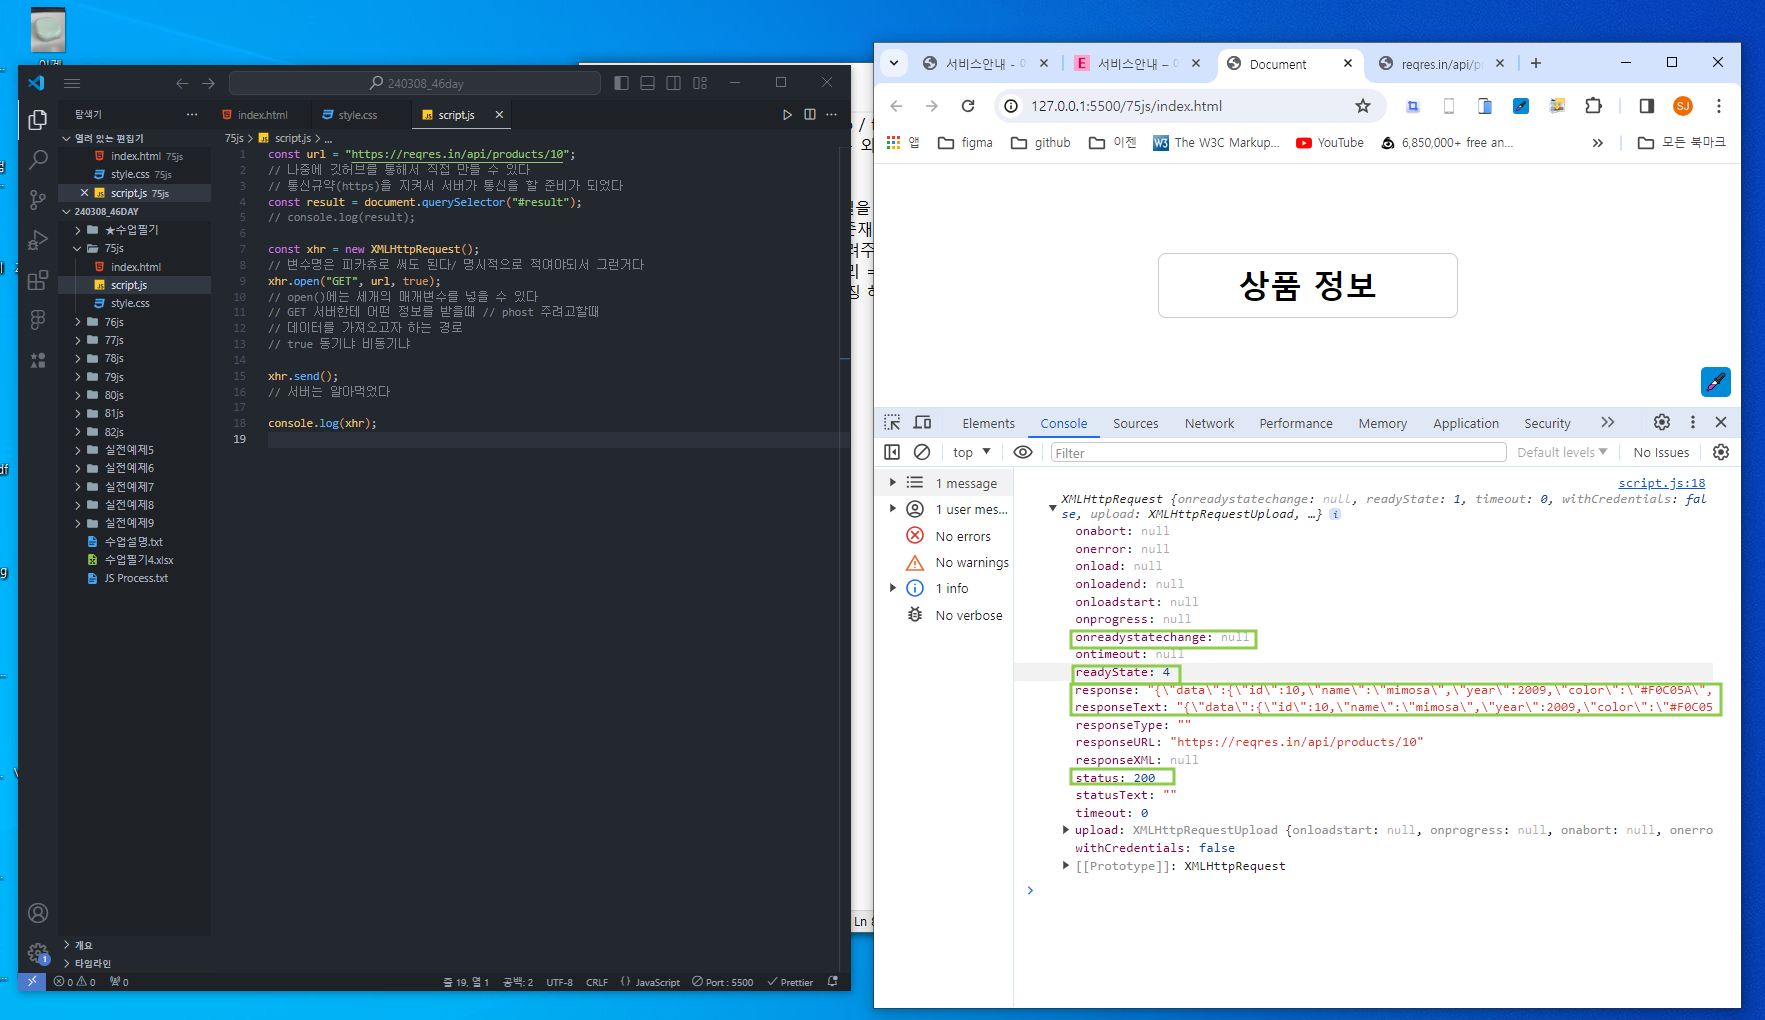 240308_46day
탐색기
index.html
style.css
script.js
열려 있는 편집기
index.html 75js
style.css 75js
script.js 75js
240308_46DAY
★수업필기
75js
index.html
script.js
style.css
76js
77js
78js
79js
80js
81js
82js
실전예제5
실전예제6
실전예제7
실전예제8
실전예제9
수업설명.txt
수업필기4.xlsx
JS Process.txt
개요
타임라인
75js > script.js > ...
1 const url = "https://reqres.in/api/products/10";
2 // 나중에 깃허브를 통해서 직접 만들 수 있다
3 // 통신규약(https)을 지켜서 서버가 통신을 할 준비가 되었다
4 const result = document.querySelector("#result");
5 // console.log(result);
6
7 const xhr = new XMLHttpRequest();
8 // 변수명은 피카츄로 써도 된다/ 명시적으로 적여야되서 그런거다
9 xhr.open("GET", url, true);
10 // open()에는 세개의 매개변수를 넣을 수 있다
11 // GET 서버한테 어떤 정보를 받을때 // phost 주려고할때
12 // 데이터를 가져오고자 하는 경로
13 // true 동기냐 비동기냐
14
15 xhr.send();
16 // 서버는 알아먹었다
17
18 console.log(xhr);
19
1
0 0 0
줄 19, 열 1 공백: 2 UTF-8 CRLF {} JavaScript Port : 5500 Prettier
Ln
서비스안내 - 서비스안내 – Document reqres.in/api/p
127.0.0.1:5500/75js/index.html
SJ
앱 figma github 이젠 The W3C Markup... YouTube 6,850,000+ free an... » 모든 북마크
상품 정보
Elements Console Sources Network Performance Memory Application Security
top Filter Default levels No Issues
1 message
1 user mes...
No errors
No warnings
1 info
No verbose
script.js:18
XMLHttpRequest {onreadystatechange: null, readyState: 1, timeout: 0, withCredentials: fal
se, upload: XMLHttpRequestUpload, …}
onabort: null
onerror: null
onload: null
onloadend: null
onloadstart: null
onprogress: null
onreadystatechange: null
ontimeout: null
readyState: 4
response: "{\"data\":{\"id\":10,\"name\":\"mimosa\",\"year\":2009,\"color\":\"#F0C05A\",
responseText: "{\"data\":{\"id\":10,\"name\":\"mimosa\",\"year\":2009,\"color\":\"#F0C05
responseType: ""
responseURL: "https://reqres.in/api/products/10"
responseXML: null
status: 200
statusText: ""
timeout: 0
upload: XMLHttpRequestUpload {onloadstart: null, onprogress: null, onabort: null, onerro
withCredentials: false
[[Prototype]]: XMLHttpRequest